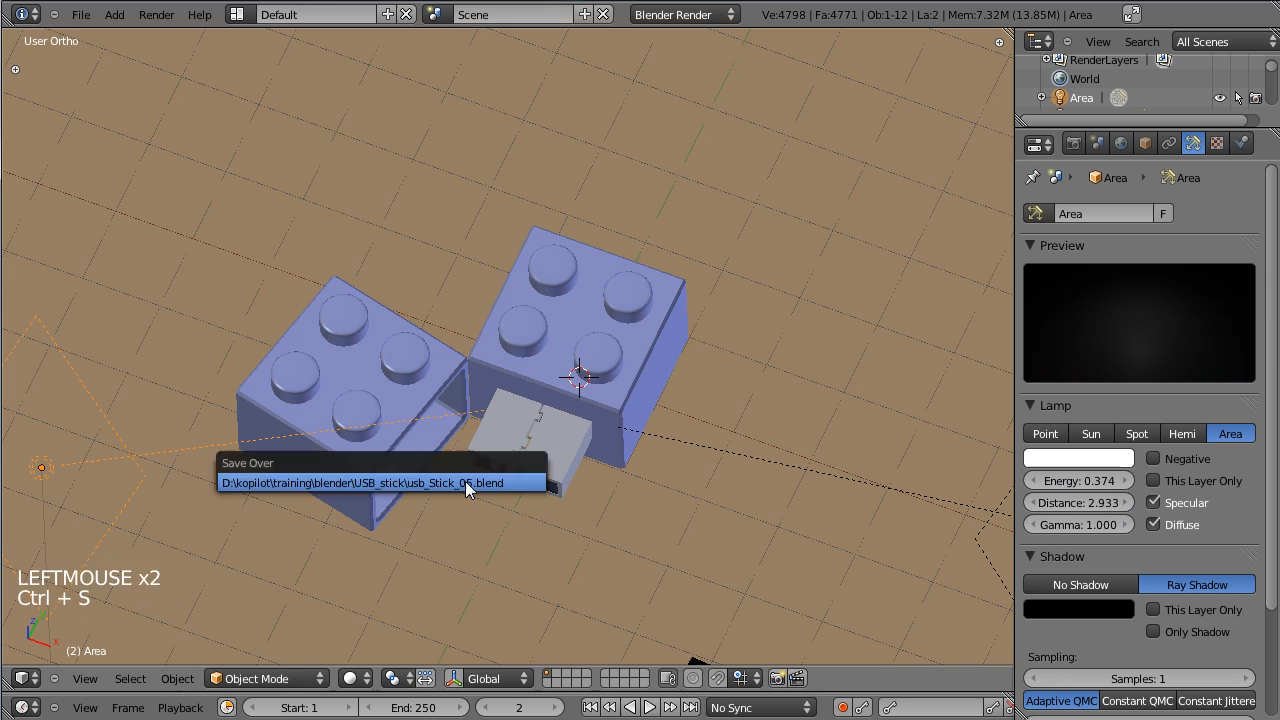 File Add Render Help Default Scene Blender Render Ve:4798 | Fa:4771 | Ob:1-12 | La:2 | Mem:7.32M (13.85M) | Area
User Ortho
View Search All Scenes
RenderLayers
World
Area
Area Area
Area F
Preview
Lamp
Point Sun Spot Hemi Area
Negative
Energy: 0.374 This Layer Only
Distance: 2.933 Specular
Gamma: 1.000 Diffuse
Shadow
No Shadow Ray Shadow
This Layer Only
Only Shadow
Sampling:
Samples: 1
Adaptive QMC Constant QMC Constant Jittere
Save Over
D:\kopilot\training\blender\USB_stick\usb_Stick_05.blend
LEFTMOUSE x2
Ctrl + S
z
x
(2) Area
View Select Object Object Mode Global
View Frame Playback Start: 1 End: 250 2 No Sync